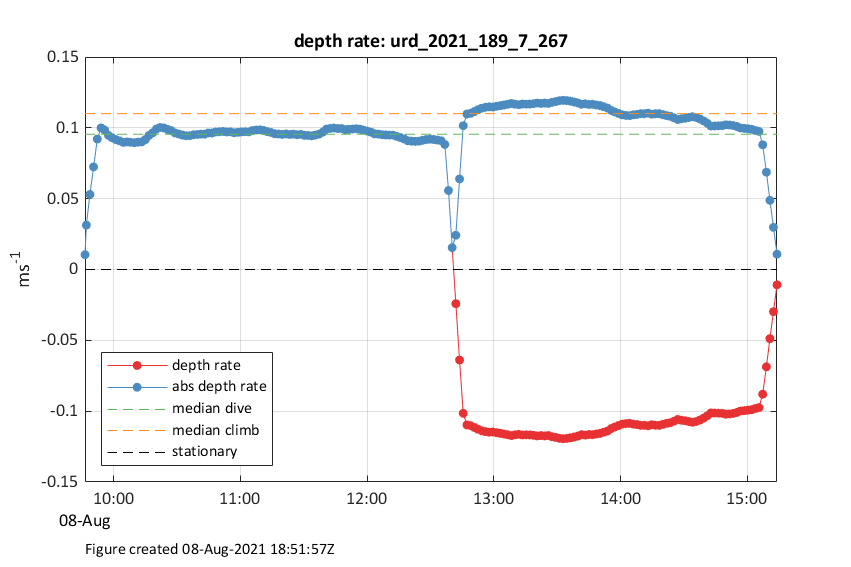 depth rate: urd_2021_189_7_267
0.15
0.1
0.05
0
-0.05
-0.1
-0.15
ms-1
depth rate
abs depth rate
median dive
median climb
stationary
10:00 11:00 12:00 13:00 14:00 15:00
08-Aug
Figure created 08-Aug-2021 18:51:57Z